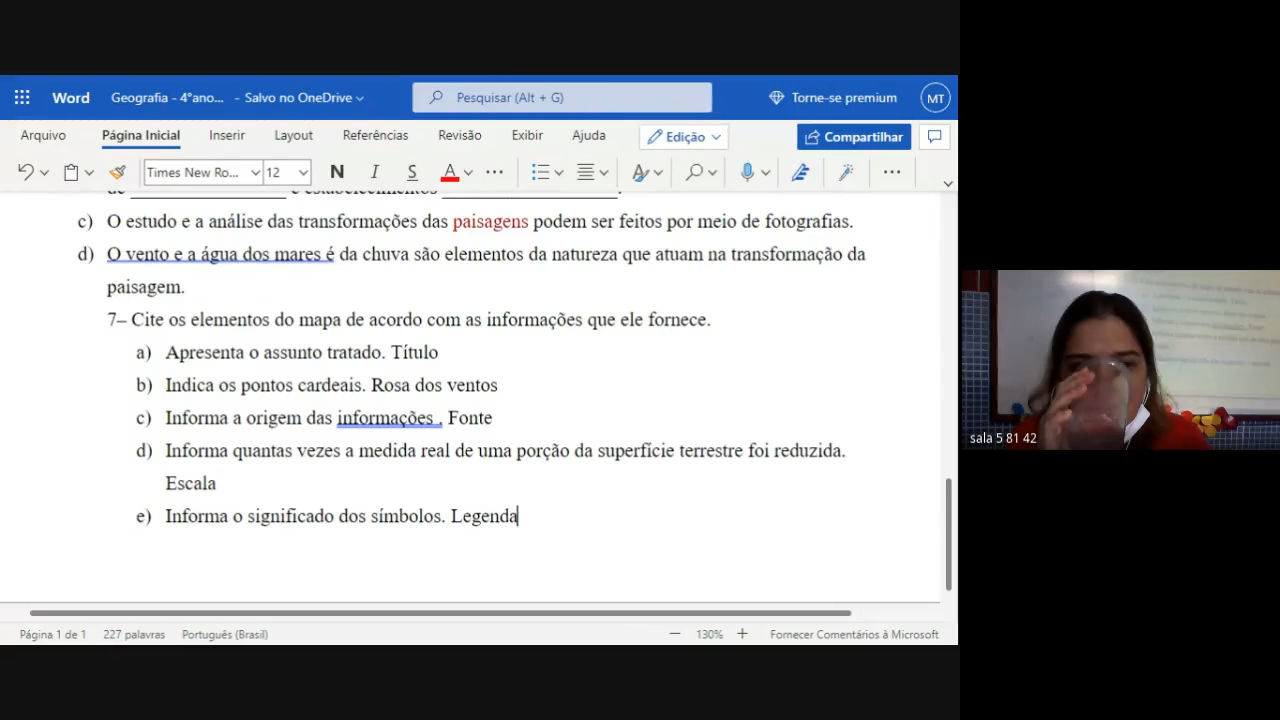 Word Geografia - 4°ano... - Salvo no OneDrive Pesquisar (Alt + G) Torne-se premium MT
Arquivo Página Inicial Inserir Layout Referências Revisão Exibir Ajuda Edição Compartilhar
Times New Ro... 12 N I S A
de ____________ e estabelecimentos ____________.
c) O estudo e a análise das transformações das paisagens podem ser feitos por meio de fotografias.
d) O vento e a água dos mares é da chuva são elementos da natureza que atuam na transformação da
paisagem.
7– Cite os elementos do mapa de acordo com as informações que ele fornece.
a) Apresenta o assunto tratado. Título
b) Indica os pontos cardeais. Rosa dos ventos
c) Informa a origem das informações . Fonte
d) Informa quantas vezes a medida real de uma porção da superfície terrestre foi reduzida.
Escala
e) Informa o significado dos símbolos. Legenda
Página 1 de 1 227 palavras Português (Brasil) 130% Fornecer Comentários à Microsoft
sala 5 81 42